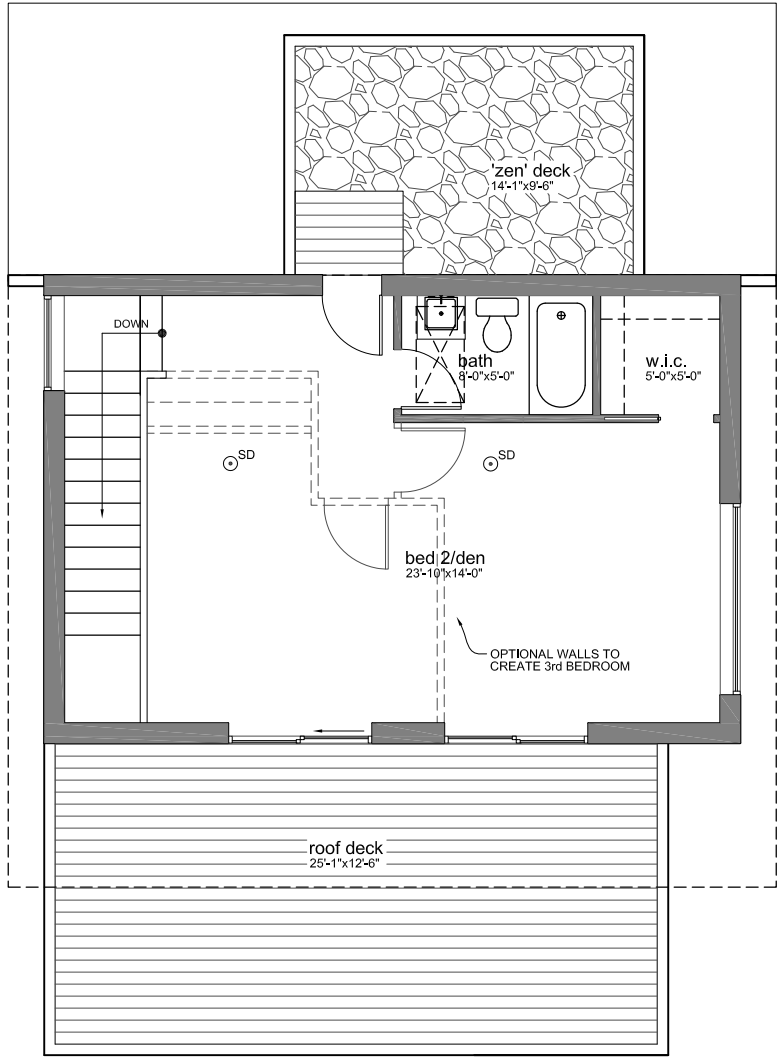 'zen' deck
14'-1"x9'-6"
DOWN
bath
8'-0"x5'-0"
w.i.c.
5'-0"x5'-0"
SD
SD
bed 2/den
23'-10"x14'-0"
OPTIONAL WALLS TO
CREATE 3rd BEDROOM
roof deck
25'-1"x12'-6"